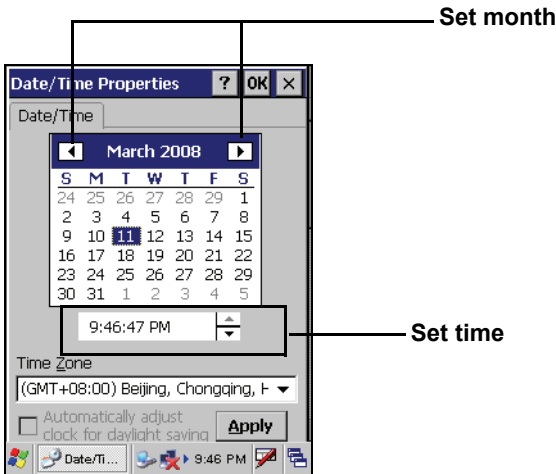 Set month
Date/Time Properties ? OK ×
Date/Time
March 2008
S M T W T F S
24 25 26 27 28 29 1
2 3 4 5 6 7 8
9 10 11 12 13 14 15
16 17 18 19 20 21 22
23 24 25 26 27 28 29
30 31 1 2 3 4 5
9:46:47 PM
Set time
Time Zone
(GMT+08:00) Beijing, Chongqing, H
Automatically adjust
clock for daylight saving
Apply
Date/Ti... 9:46 PM